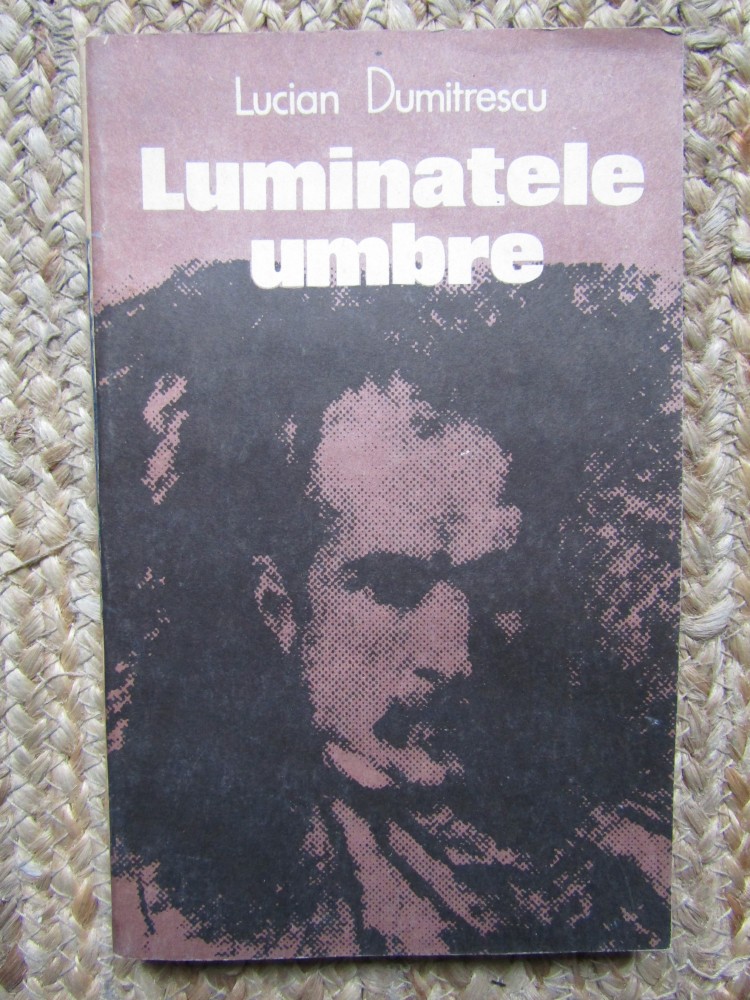 Lucian Dumitrescu
Luminatele
umbre